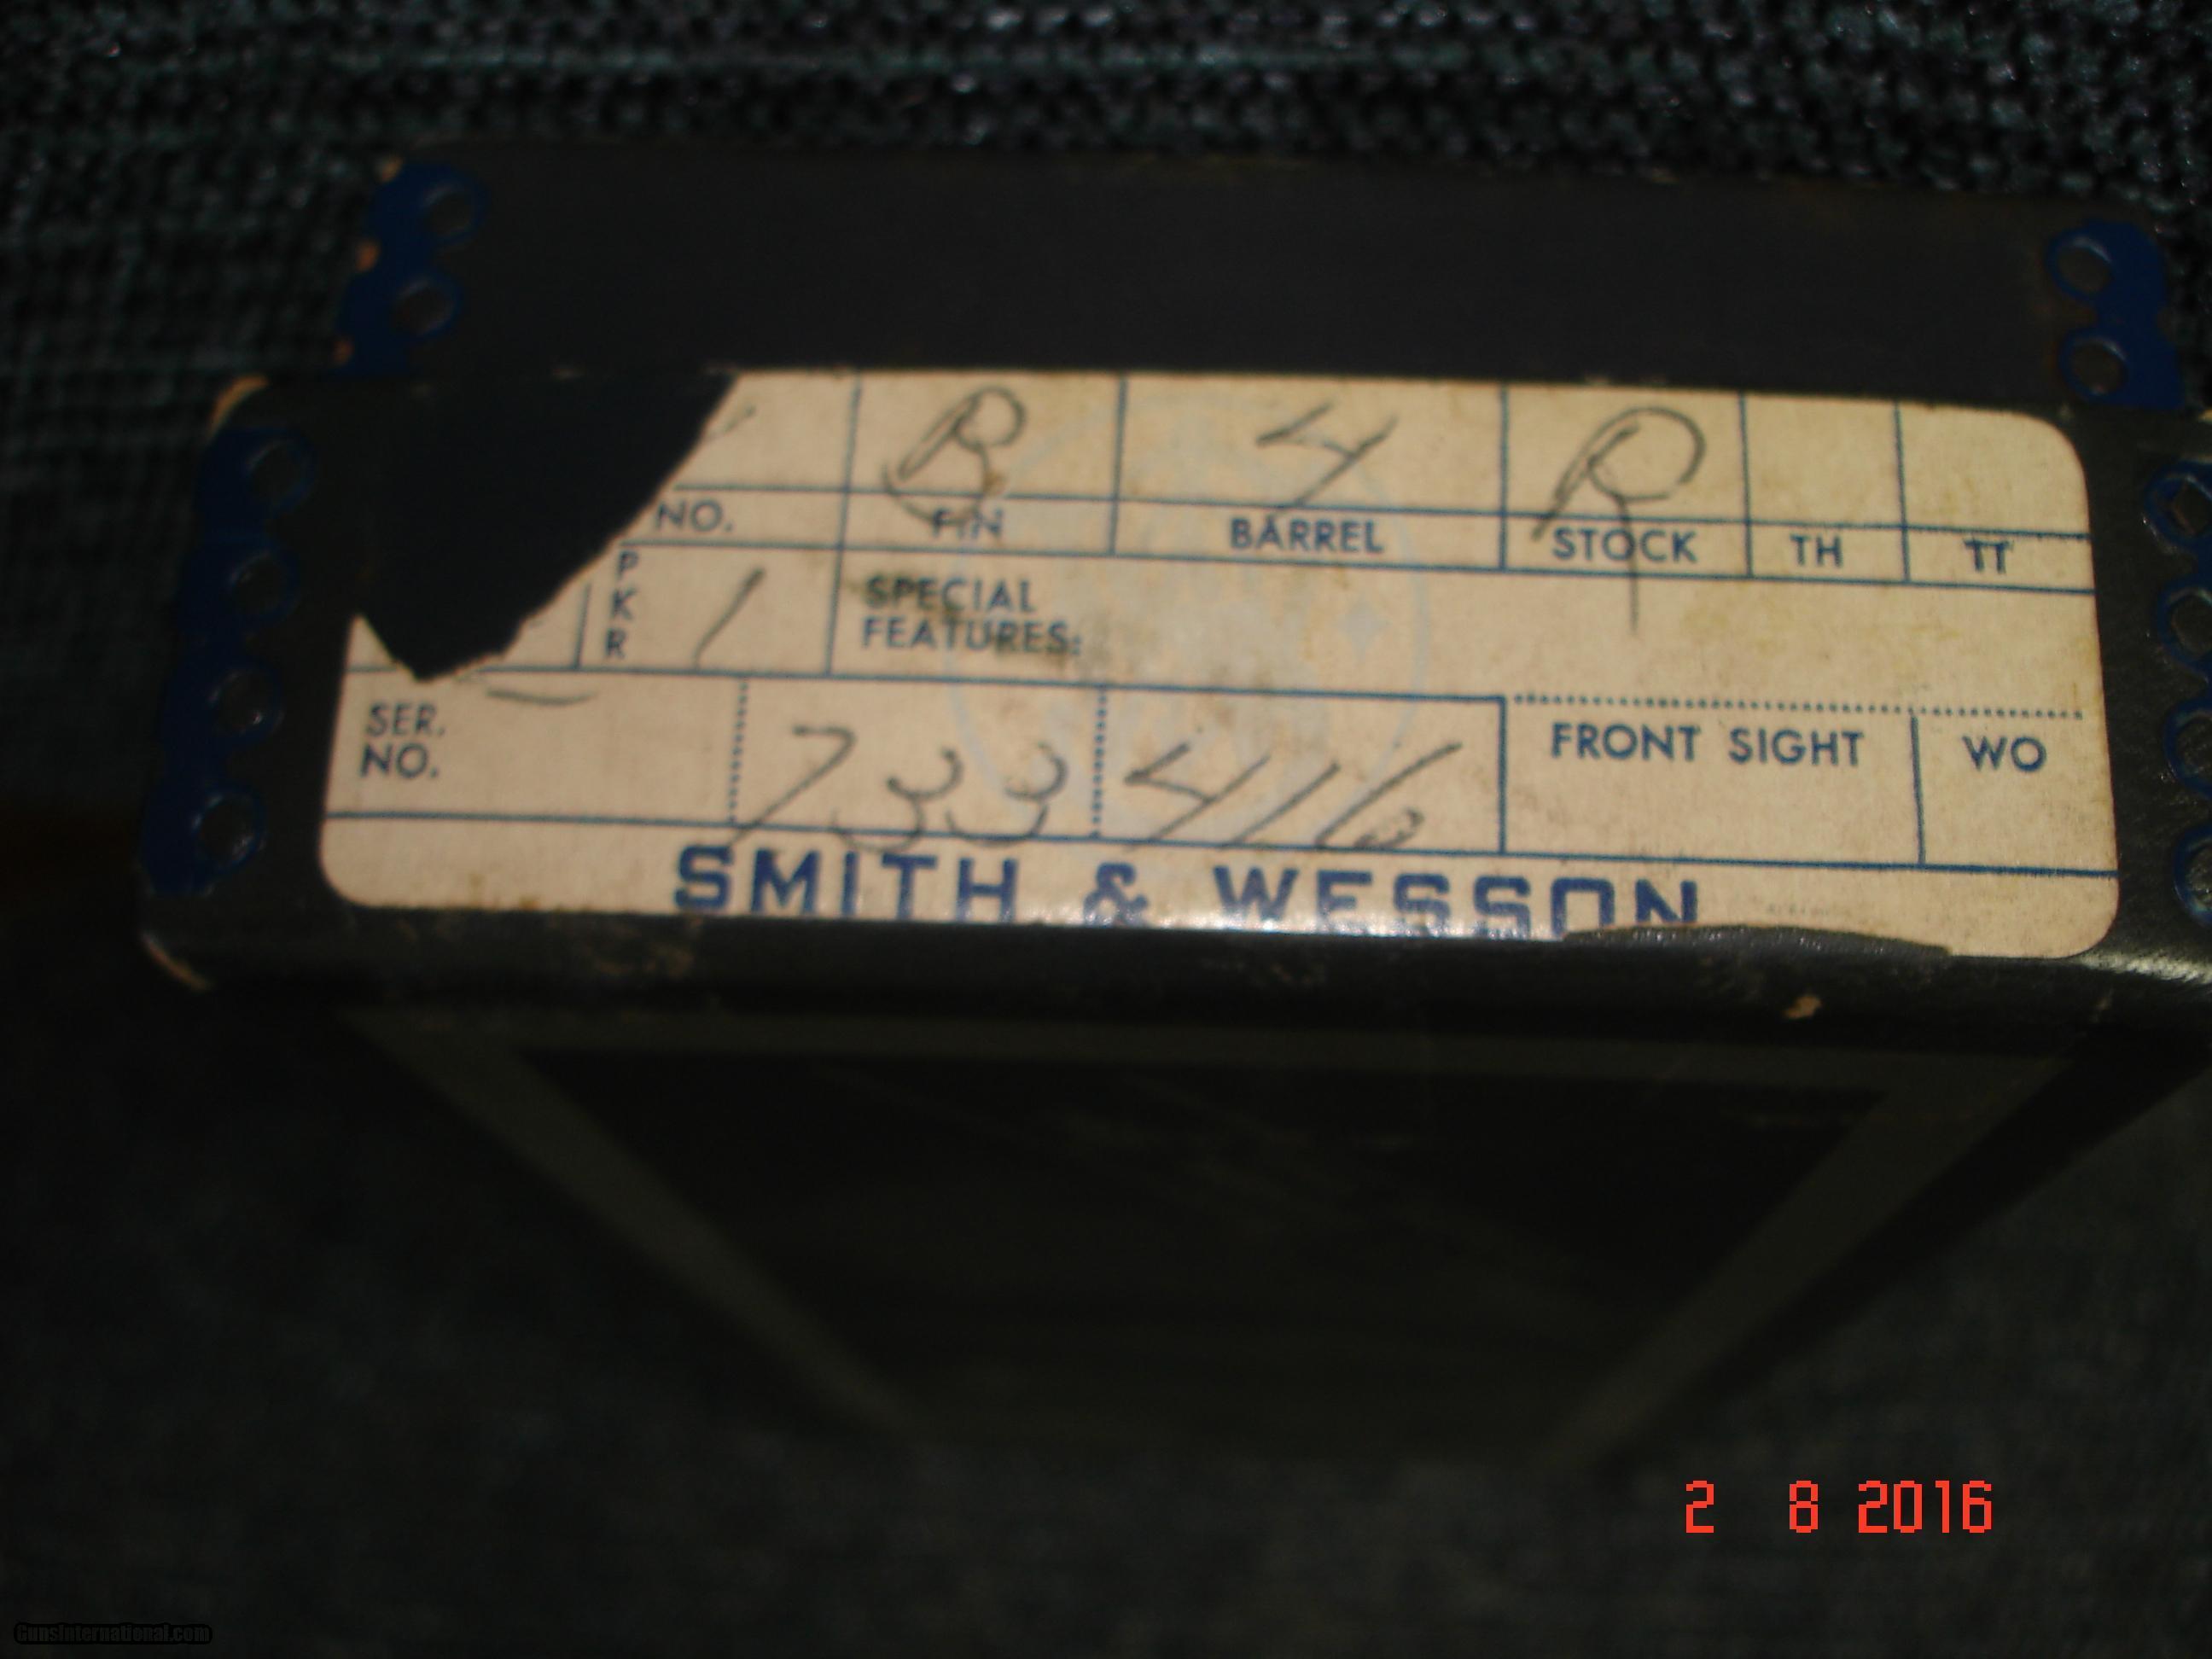 B 4 R
NO. FIN BARREL STOCK TH TT
PKR 1 SPECIAL
FEATURES:
SER.
NO. 733416 FRONT SIGHT WO
SMITH & WESSON
2 8 2016
GunsInternational.com